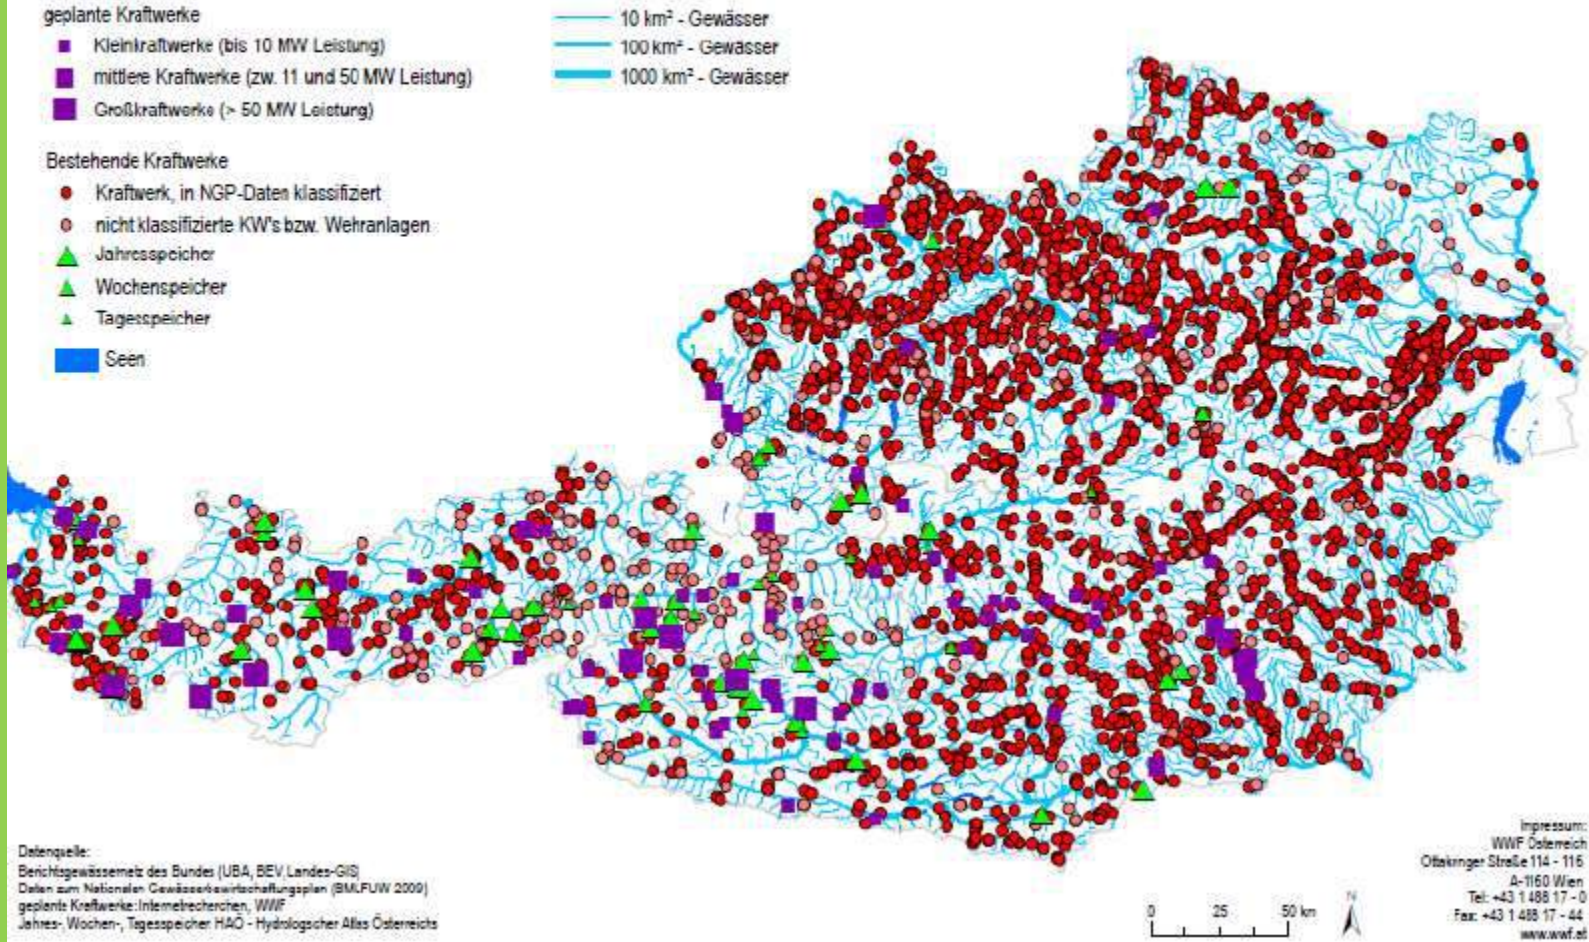 geplante Kraftwerke
Kleinkraftwerke (bis 10 MW Leistung)
mittlere Kraftwerke (zw. 11 und 50 MW Leistung)
Großkraftwerke (> 50 MW Leistung)
10 km² - Gewässer
100 km² - Gewässer
1000 km² - Gewässer
Bestehende Kraftwerke
Kraftwerk, in NGP-Daten klassifiziert
nicht klassifizierte KW's bzw. Wehranlagen
Jahresspeicher
Wochenspeicher
Tagesspeicher
Seen
Datenquelle:
Berichtsgewässernetz des Bundes (UBA, BEV, Landes-GIS)
Daten zum Nationalen Gewässerbewirtschaftungsplan (BMLFUW 2009)
geplante Kraftwerke: Internetrecherchen, WWF
Jahres-, Wochen-, Tagesspeicher: HAÖ - Hydrologscher Atlas Österreichs
0 25 50 km
N
Impressum:
WWF Österreich
Ottakringer Straße 114 - 116
A-1160 Wien
Tel: +43 1 488 17 - 0
Fax: +43 1 488 17 - 44
www.wwf.at